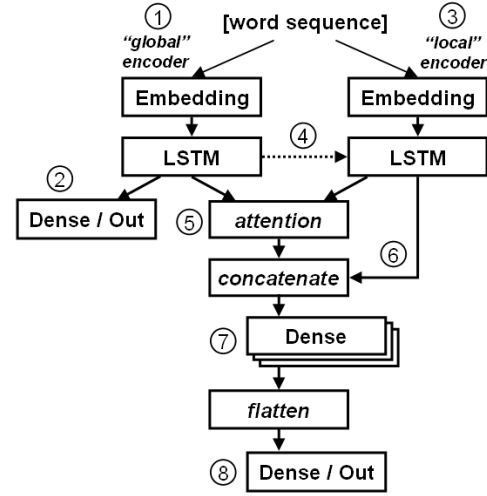 1
3
[word sequence]
"global"
encoder
"local"
encoder
Embedding
Embedding
4
LSTM
LSTM
2
Dense / Out
5
attention
6
concatenate
7
Dense
flatten
8
Dense / Out